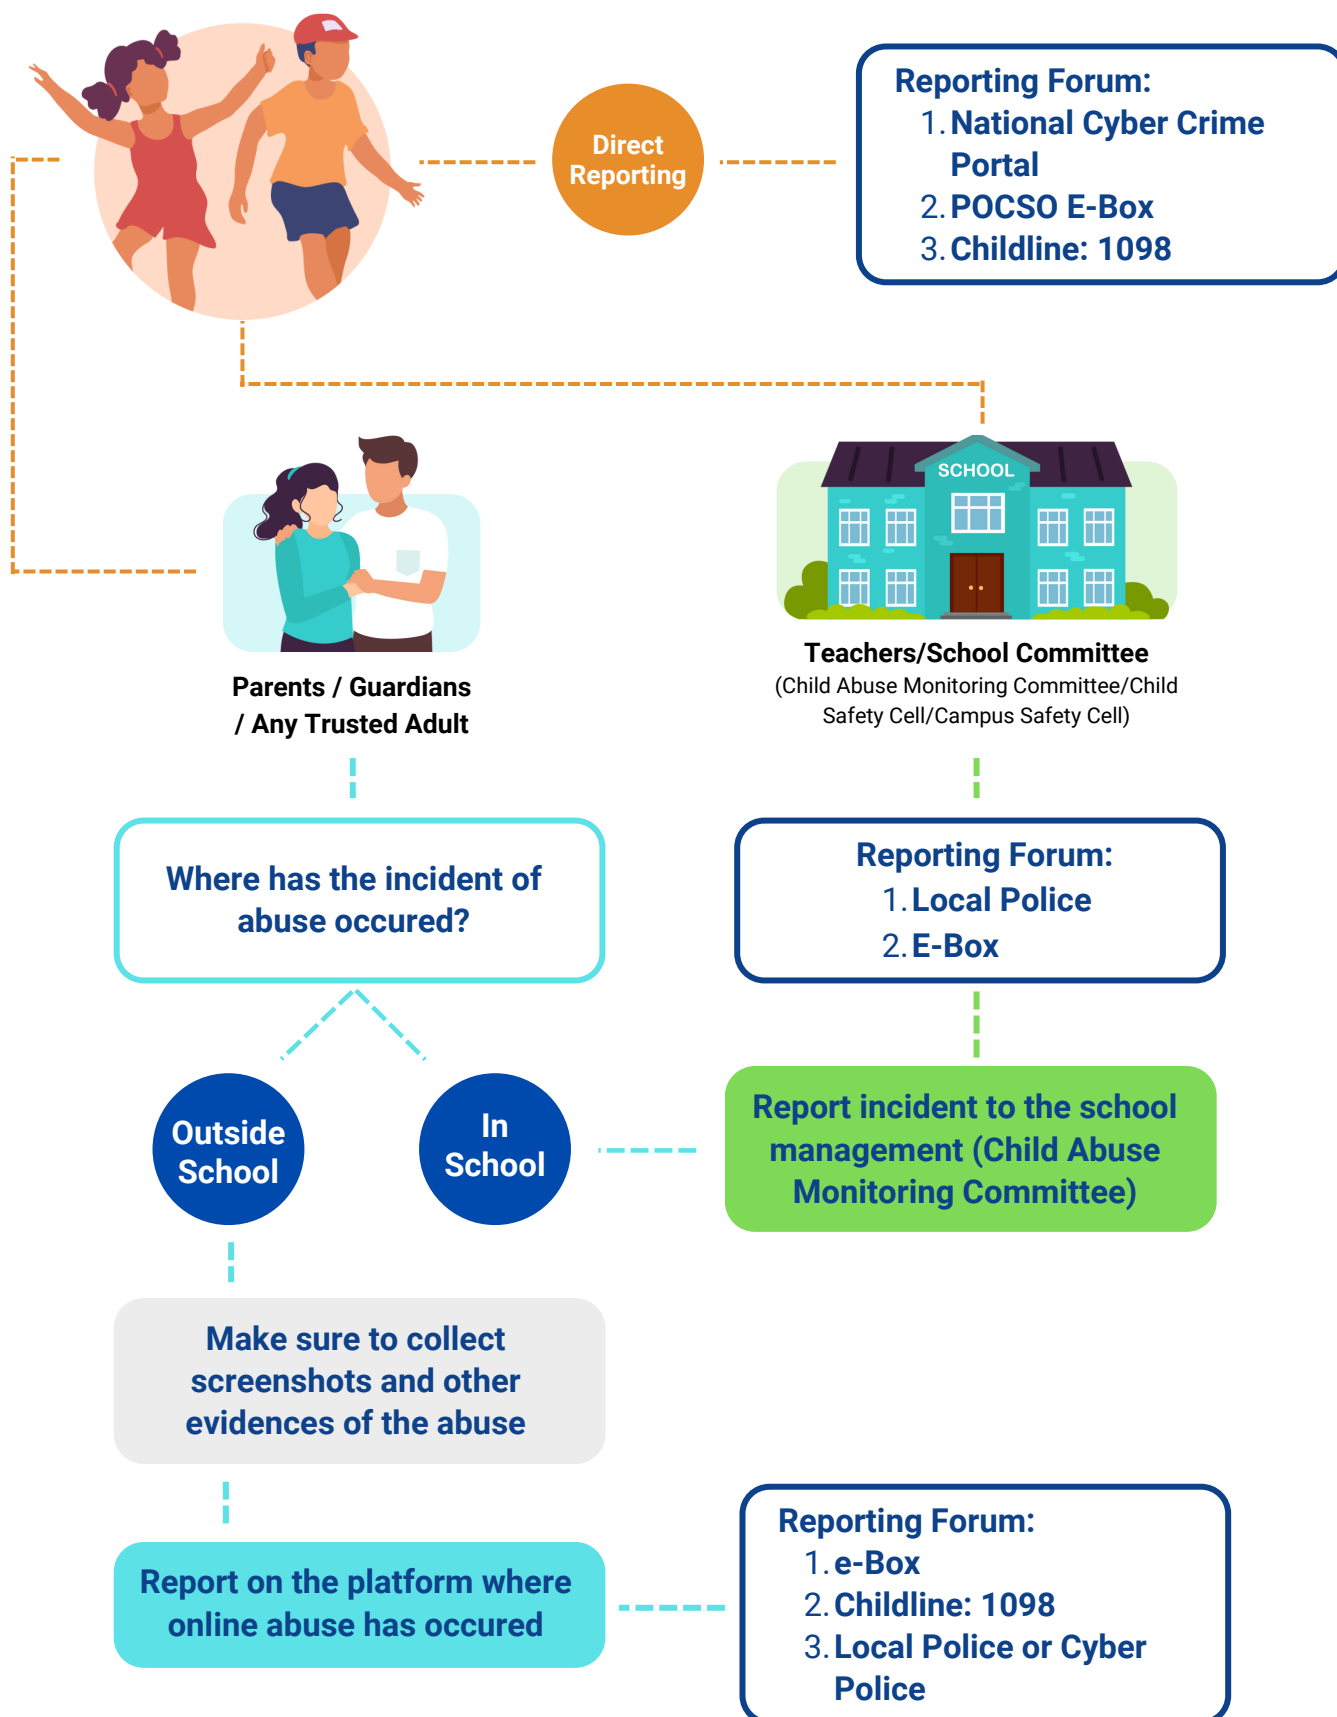 Direct
Reporting
Reporting Forum:
1. National Cyber Crime
Portal
2. POCSO E-Box
3. Childline: 1098
SCHOOL
Parents / Guardians
/ Any Trusted Adult
Teachers/School Committee
(Child Abuse Monitoring Committee/Child
Safety Cell/Campus Safety Cell)
Where has the incident of
abuse occured?
Reporting Forum:
1. Local Police
2. E-Box
Outside
School
In
School
Report incident to the school
management (Child Abuse
Monitoring Committee)
Make sure to collect
screenshots and other
evidences of the abuse
Report on the platform where
online abuse has occured
Reporting Forum:
1. e-Box
2. Childline: 1098
3. Local Police or Cyber
Police